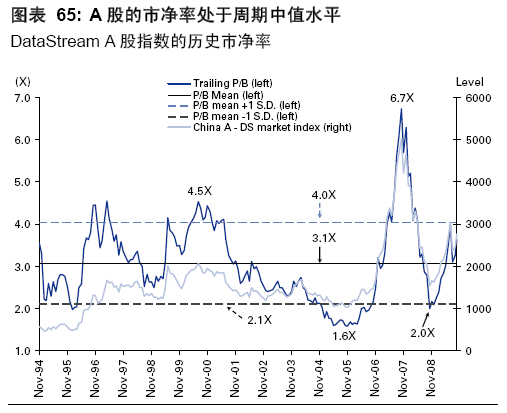 图表 65: A 股的市净率处于周期中值水平
DataStream A 股指数的历史市净率
(X)
Level
Trailing P/B (left)
P/B Mean (left)
P/B mean +1 S.D. (left)
P/B mean -1 S.D. (left)
China A - DS market index (right)
7.0
6.0
5.0
4.0
3.0
2.0
1.0
6000
5000
4000
3000
2000
1000
0
6.7X
4.5X
4.0X
3.1X
2.1X
1.6X
2.0X
Nov-94
Nov-95
Nov-96
Nov-97
Nov-98
Nov-99
Nov-00
Nov-01
Nov-02
Nov-03
Nov-04
Nov-05
Nov-06
Nov-07
Nov-08